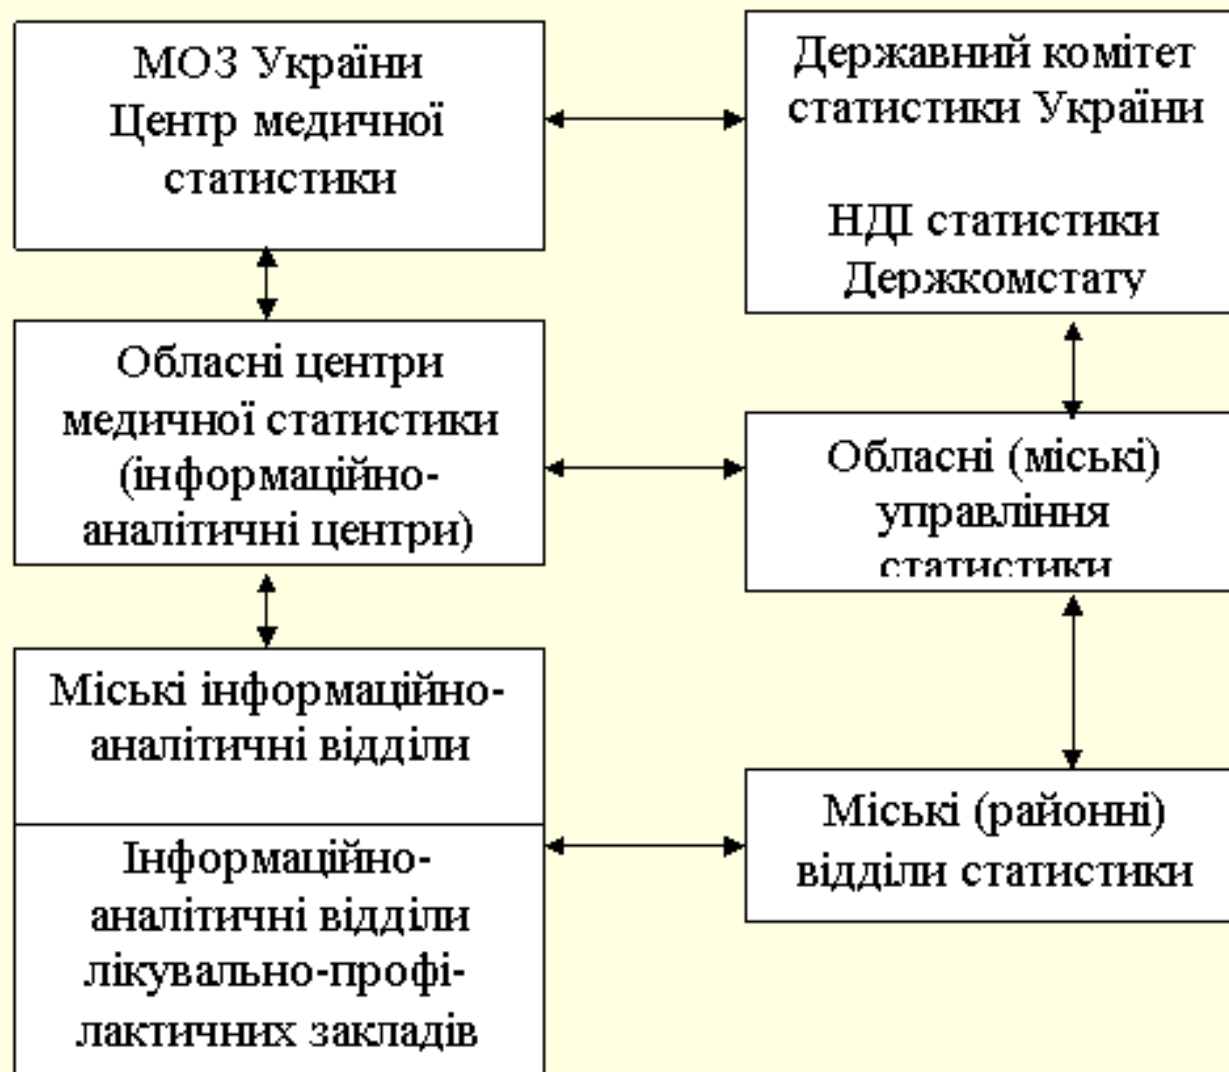 МОЗ України
Центр медичної
статистики
Державний комітет
статистики України
НДІ статистики
Держкомстату
Обласні центри
медичної статистики
(інформаційно-
аналітичні центри)
Обласні (міські)
управління
статистики
Міські інформаційно-
аналітичні відділи
Інформаційно-
аналітичні відділи
лікувально-профі-
лактичних закладів
Міські (районні)
відділи статистики